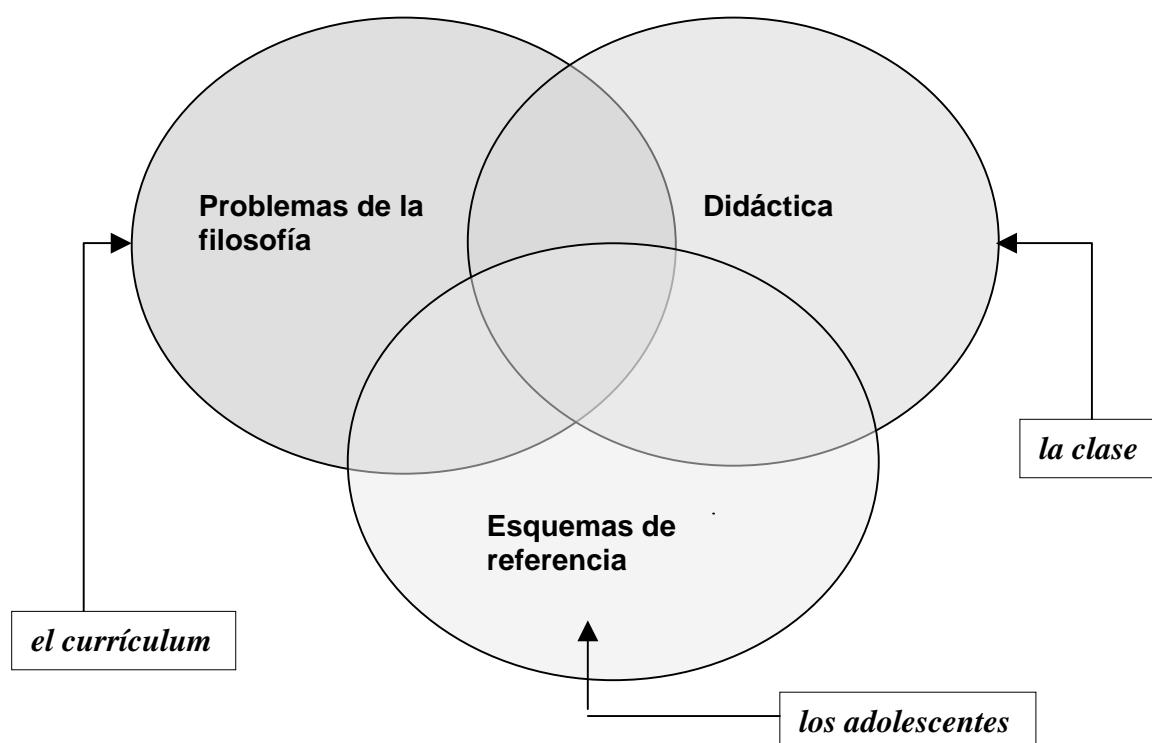 Problemas de la
filosofía
Didáctica
la clase
Esquemas de
referencia
el currículum
los adolescentes